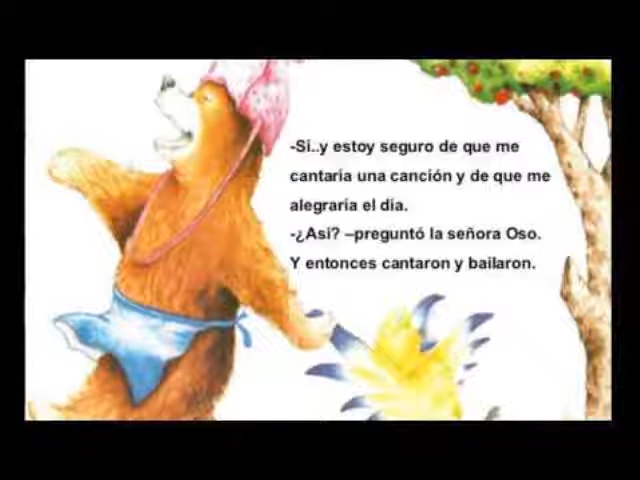 -Si..y estoy seguro de que me
cantaría una canción y de que me
alegraría el día.
-¿Así? –preguntó la señora Oso.
Y entonces cantaron y bailaron.